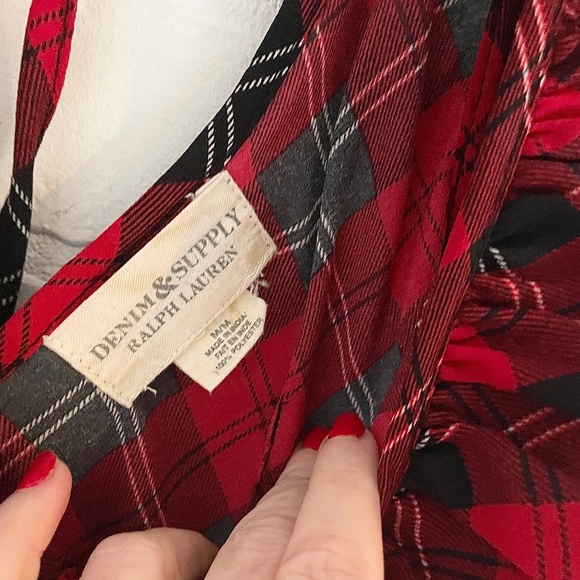 DENIM & SUPPLY
RALPH LAUREN
M/M
MADE IN INDIA-
FAIT EN INDE
100% POLYESTER